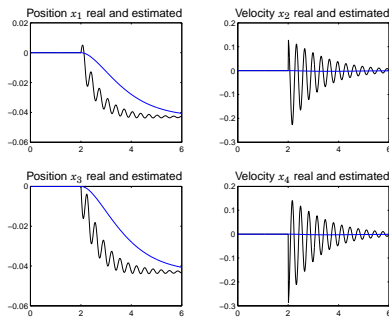 Position x₁ real and estimated
0.02
0
-0.02
-0.04
-0.06
0 2 4 6
Velocity x₂ real and estimated
0.2
0.1
0
-0.1
-0.2
-0.3
0 2 4 6
Position x₃ real and estimated
0
-0.02
-0.04
-0.06
0 2 4 6
Velocity x₄ real and estimated
0.2
0.1
0
-0.1
-0.2
-0.3
0 2 4 6